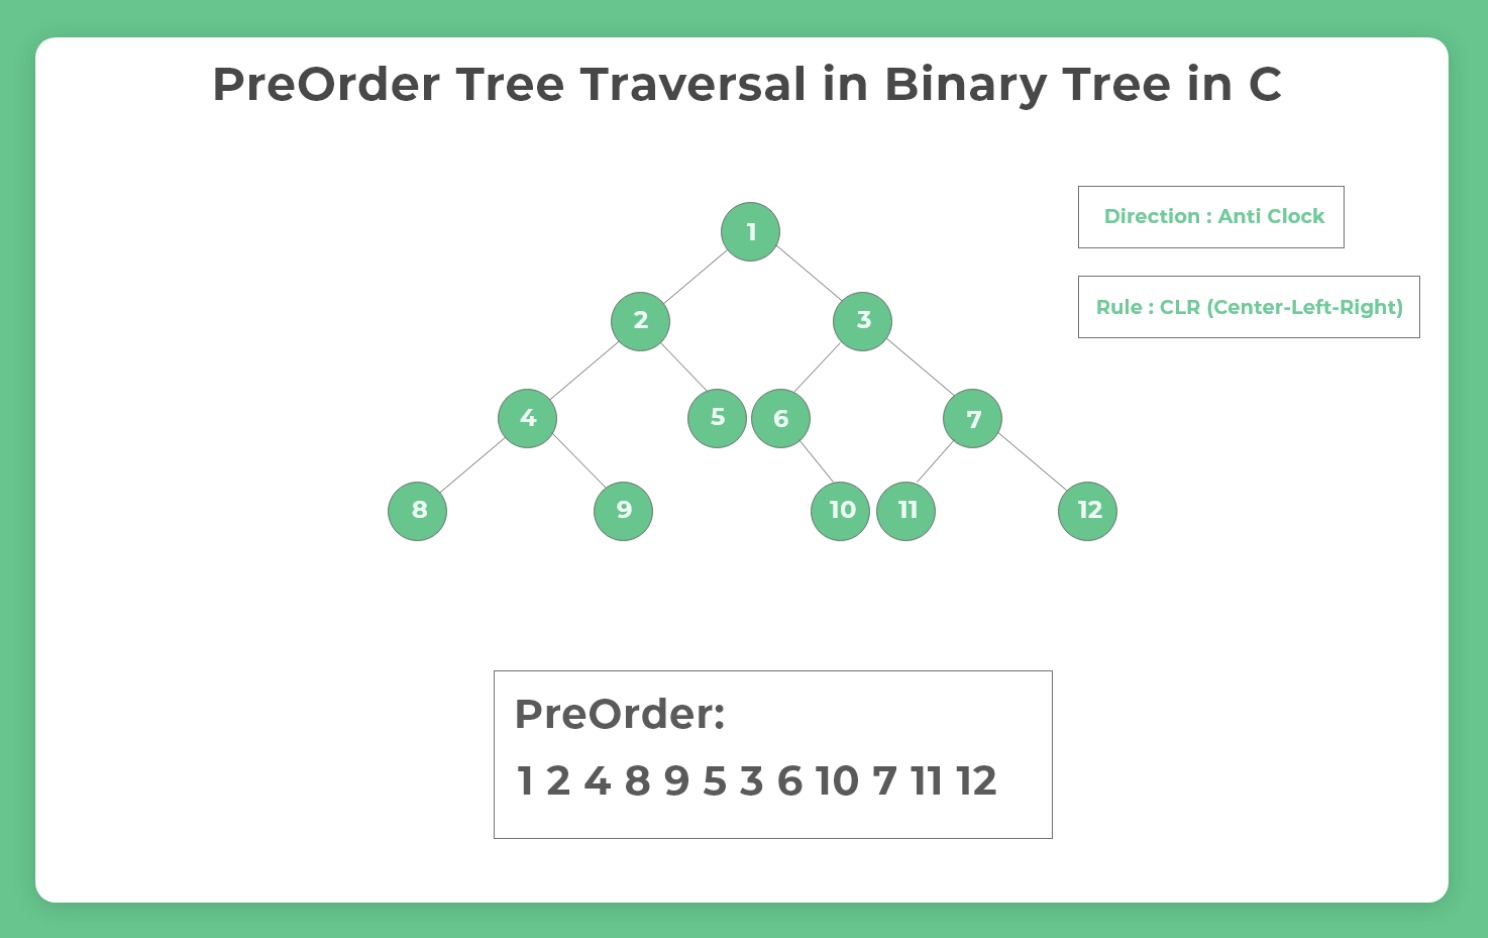 PreOrder Tree Traversal in Binary Tree in C
Direction : Anti Clock
Rule : CLR (Center-Left-Right)
1
2
3
4
5
6
7
8
9
10
11
12
PreOrder:
1 2 4 8 9 5 3 6 10 7 11 12